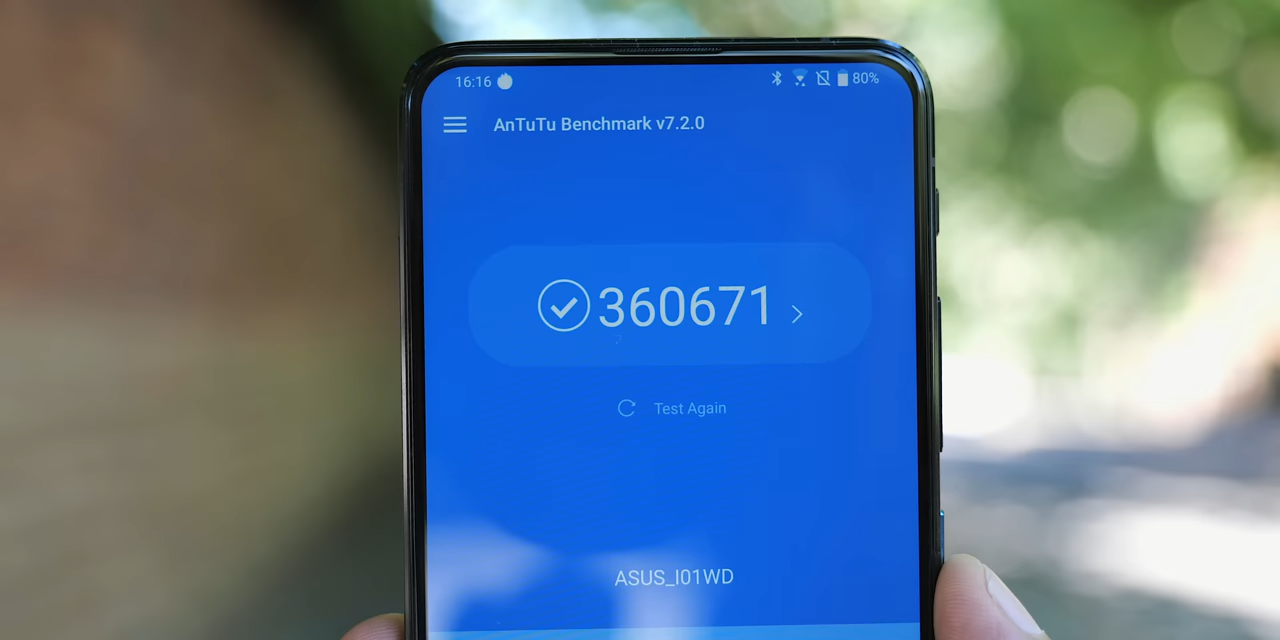 16:16 80%
AnTuTu Benchmark v7.2.0
360671
Test Again
ASUS_I01WD